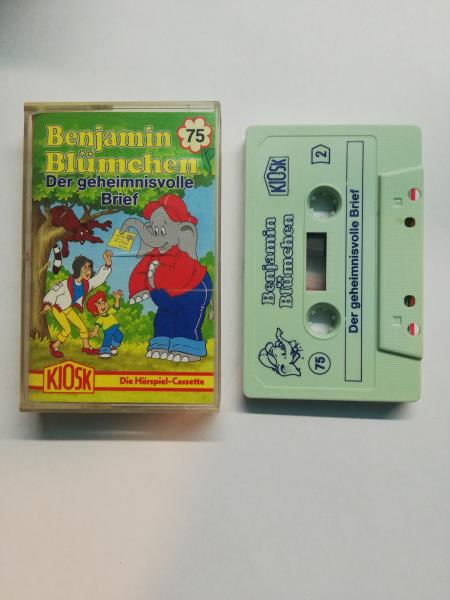 Benjamin
Blümchen
75
Der geheimnisvolle
Brief
KIOSK
Die Hörspiel-Cassette
KIOSK
2
Benjamin
Blümchen
Der geheimnisvolle Brief
75